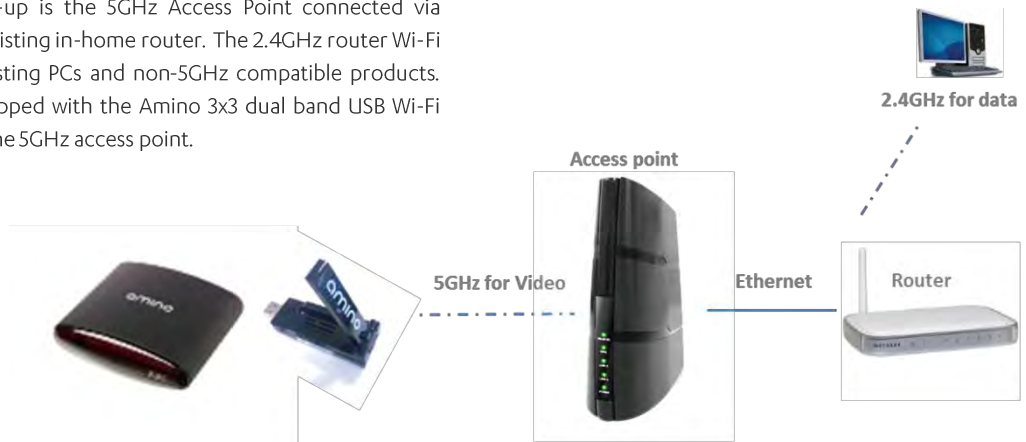 -up is the 5GHz Access Point connected via
isting in-home router. The 2.4GHz router Wi-Fi
sting PCs and non-5GHz compatible products.
pped with the Amino 3x3 dual band USB Wi-Fi
he 5GHz access point.
2.4GHz for data
Access point
5GHz for Video
Ethernet
Router
amino
amino
NETGEAR